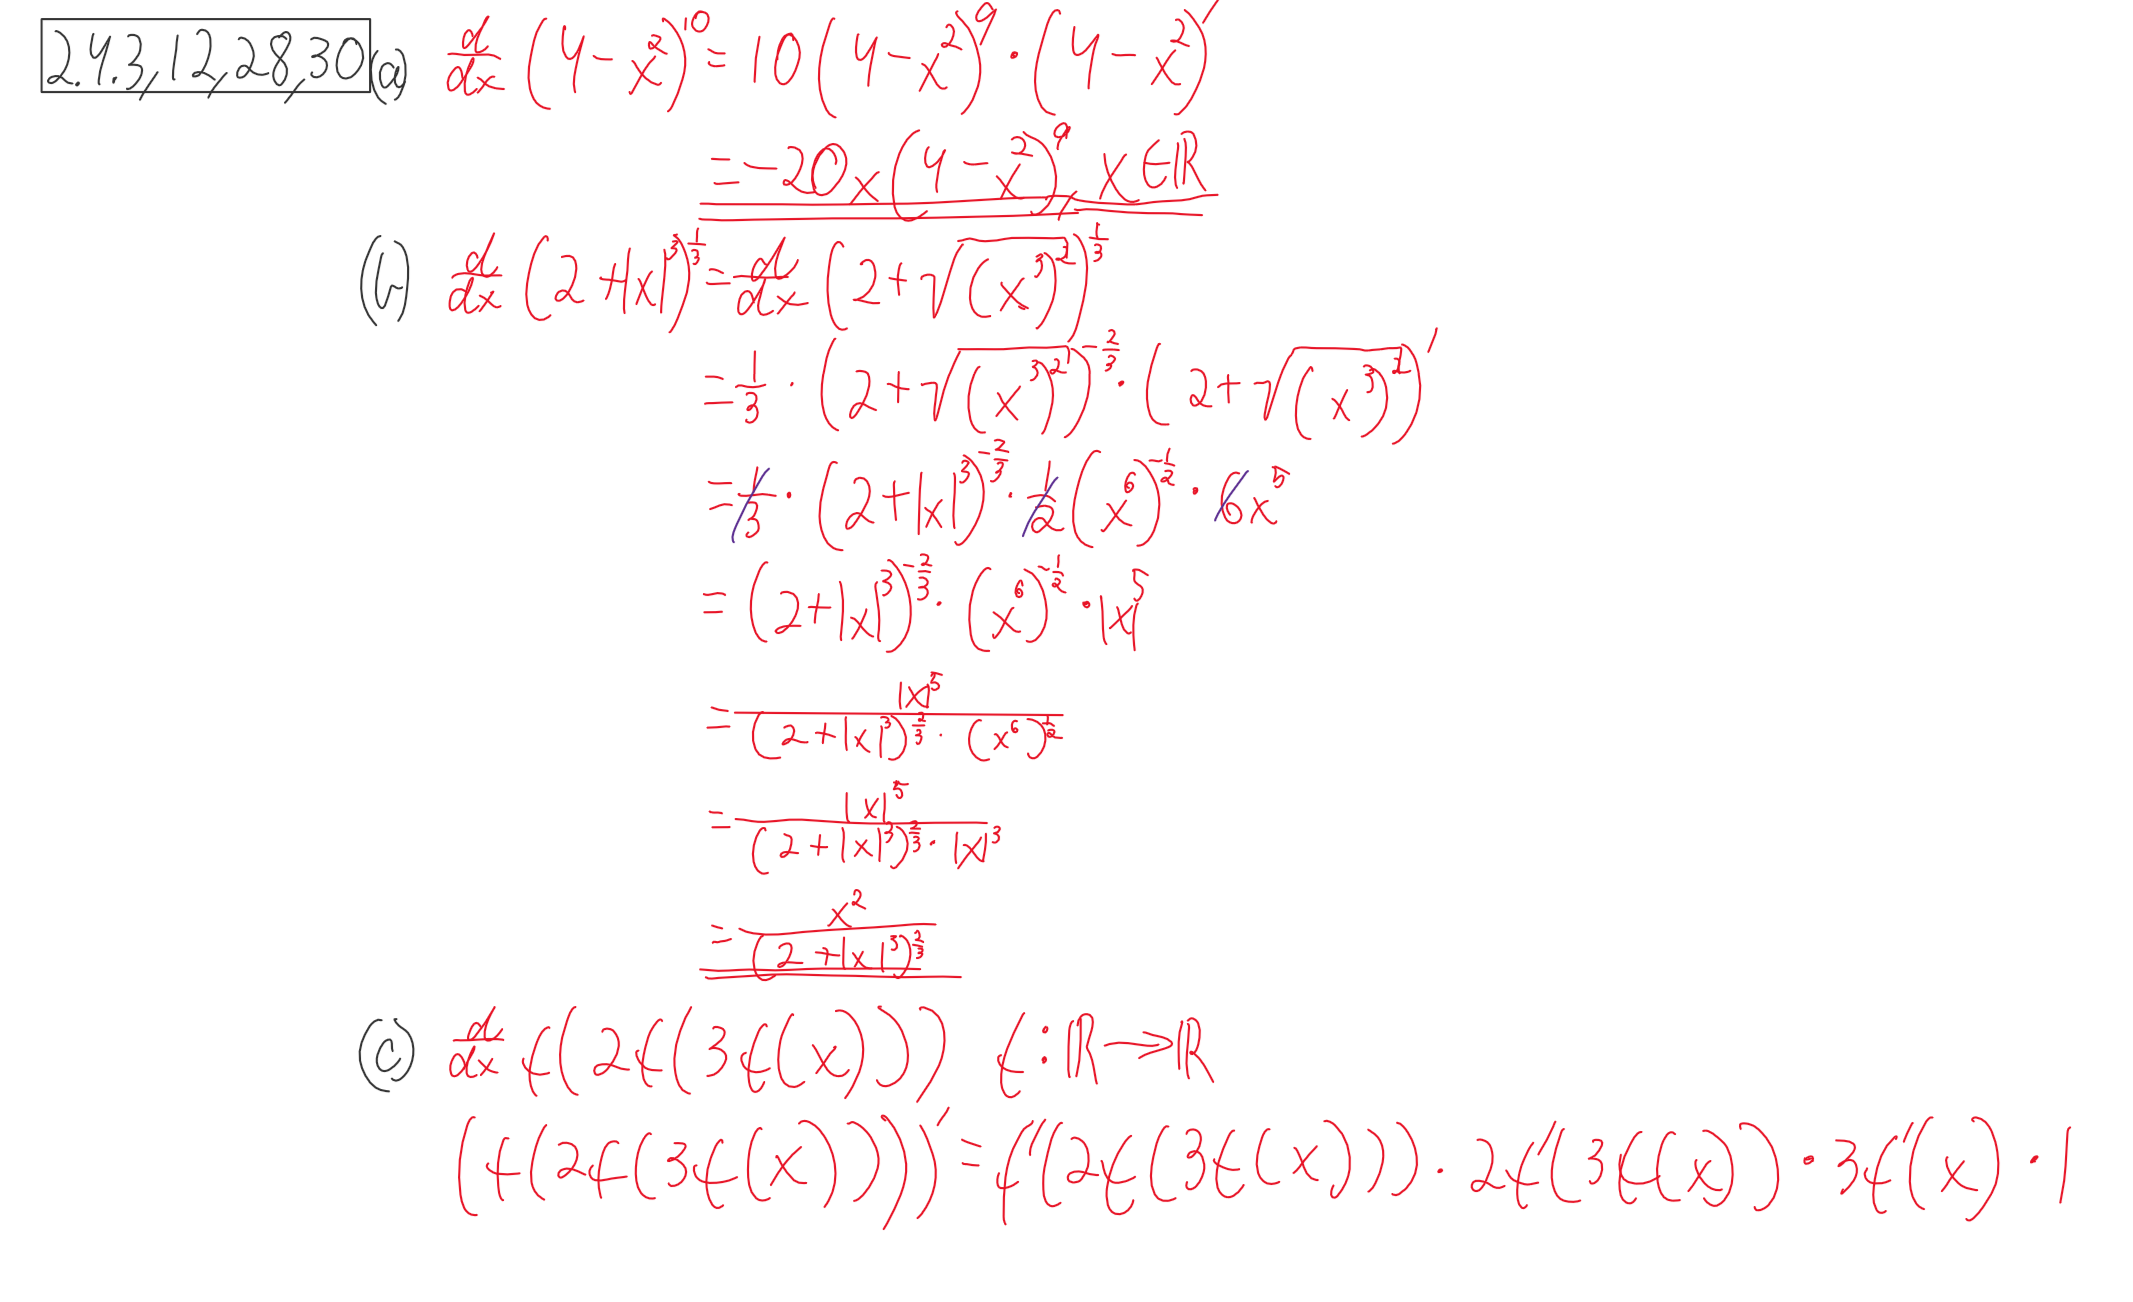 2.4.3,12,28,30 (a) d/dx (4-x²)¹⁰ = 10(4-x²)⁹ · (4-x²)'
= -20x(4-x²)⁹, x∈ℝ
(b) d/dx (2+|x|³)^(1/3) = d/dx (2+√((x³)²))^(1/3)
= 1/3 · (2+√((x³)²))^(-2/3) · (2+√((x³)²))'
= 1/3 · (2+|x|³)^(-2/3) · 1/2 (x⁶)^(-1/2) · 6x⁵
= (2+|x|³)^(-2/3) · (x⁶)^(-1/2) · |x|⁵
= |x|⁵ / ((2+|x|³)^(2/3) · (x⁶)^(1/2))
= |x|⁵ / ((2+|x|³)^(2/3) · |x|³)
= x² / (2+|x|³)^(2/3)
(c) d/dx f(2f(3f(x))) f:ℝ→ℝ
(f(2f(3f(x))))' = f'(2f(3f(x))) · 2f'(3f(x)) · 3f'(x) · 1